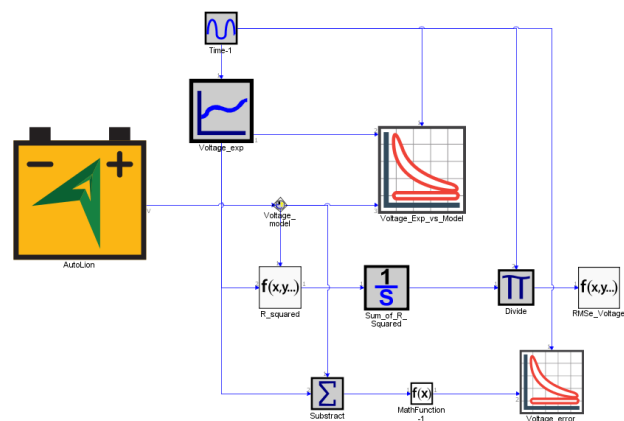 Time-1
Voltage_exp
Voltage_Exp_vs_Model
V
Voltage_
model
AutoLion
f(x,y...)
R_squared
1
S
Sum_of_R_
Squared
Π
Divide
f(x,y...)
RMSe_Voltage
Σ
Substract
f(x)
MathFunction
-1
Voltage_error